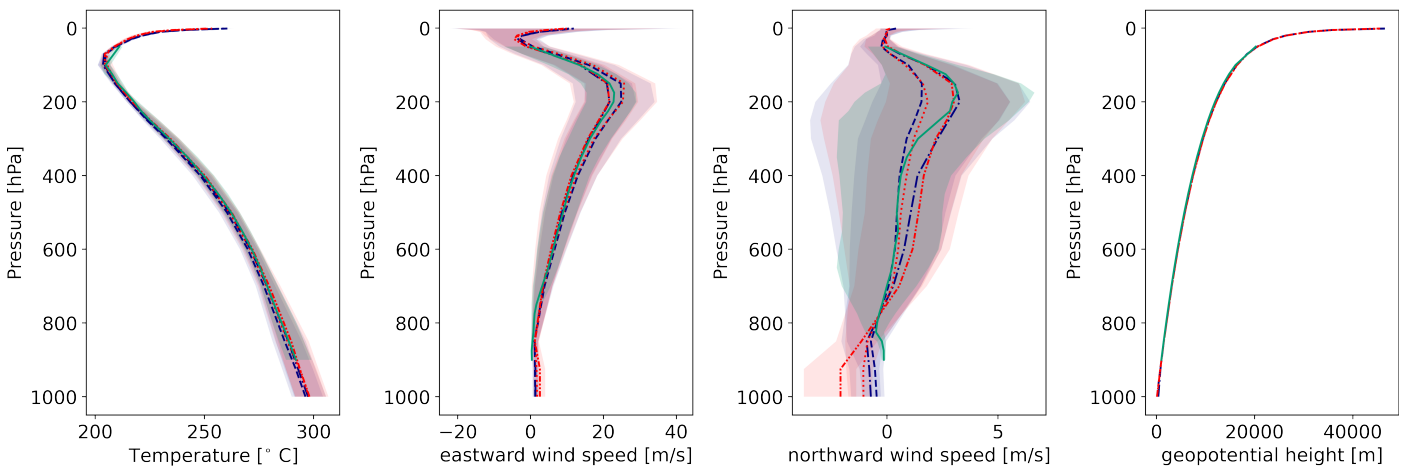 0
200
400
600
800
1000
Pressure [hPa]
200 250 300
Temperature [° C]
0
200
400
600
800
1000
Pressure [hPa]
−20 0 20 40
eastward wind speed [m/s]
0
200
400
600
800
1000
Pressure [hPa]
0 5
northward wind speed [m/s]
0
200
400
600
800
1000
Pressure [hPa]
0 20000 40000
geopotential height [m]